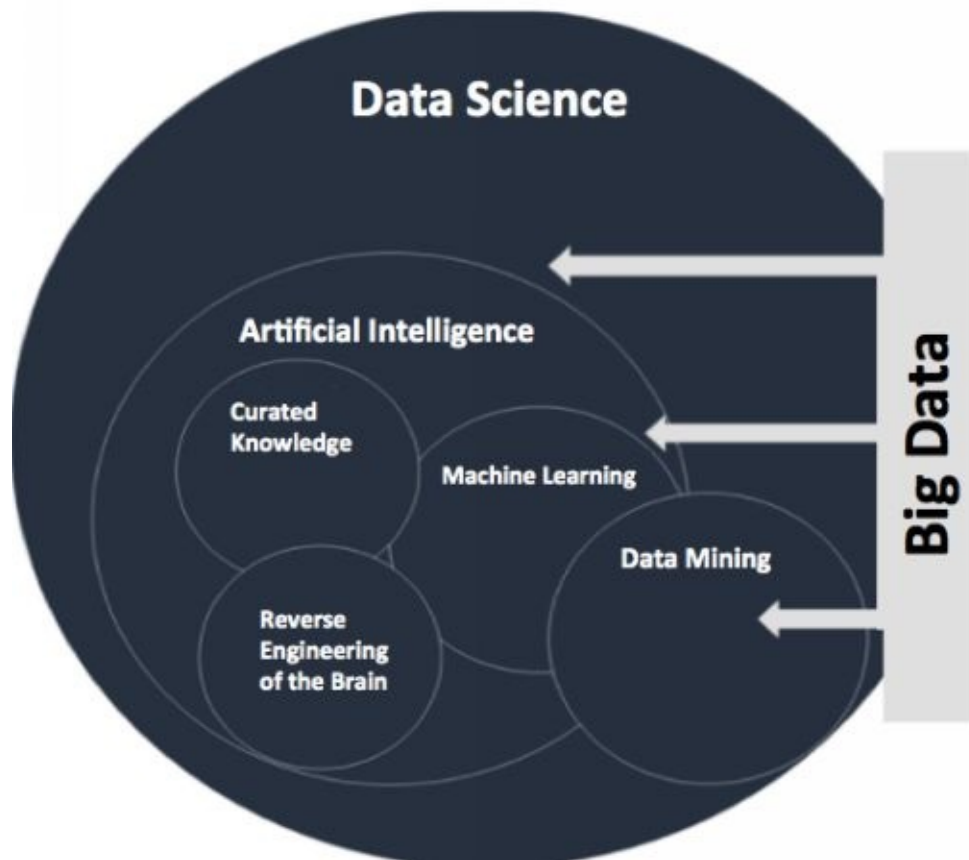 Data Science
Artificial Intelligence
Curated
Knowledge
Machine Learning
Data Mining
Reverse
Engineering
of the Brain
Big Data